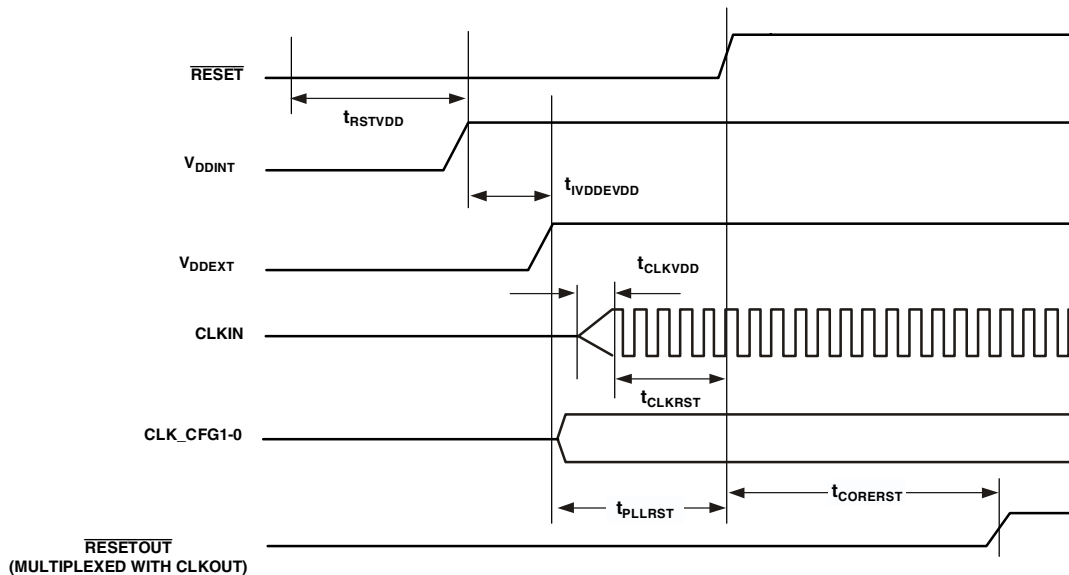 RESET
tRSTVDD
VDDINT
tIVDDEVDD
VDDEXT
tCLKVDD
CLKIN
tCLKRST
CLK_CFG1-0
tCORERST
tPLLRST
RESETOUT
(MULTIPLEXED WITH CLKOUT)